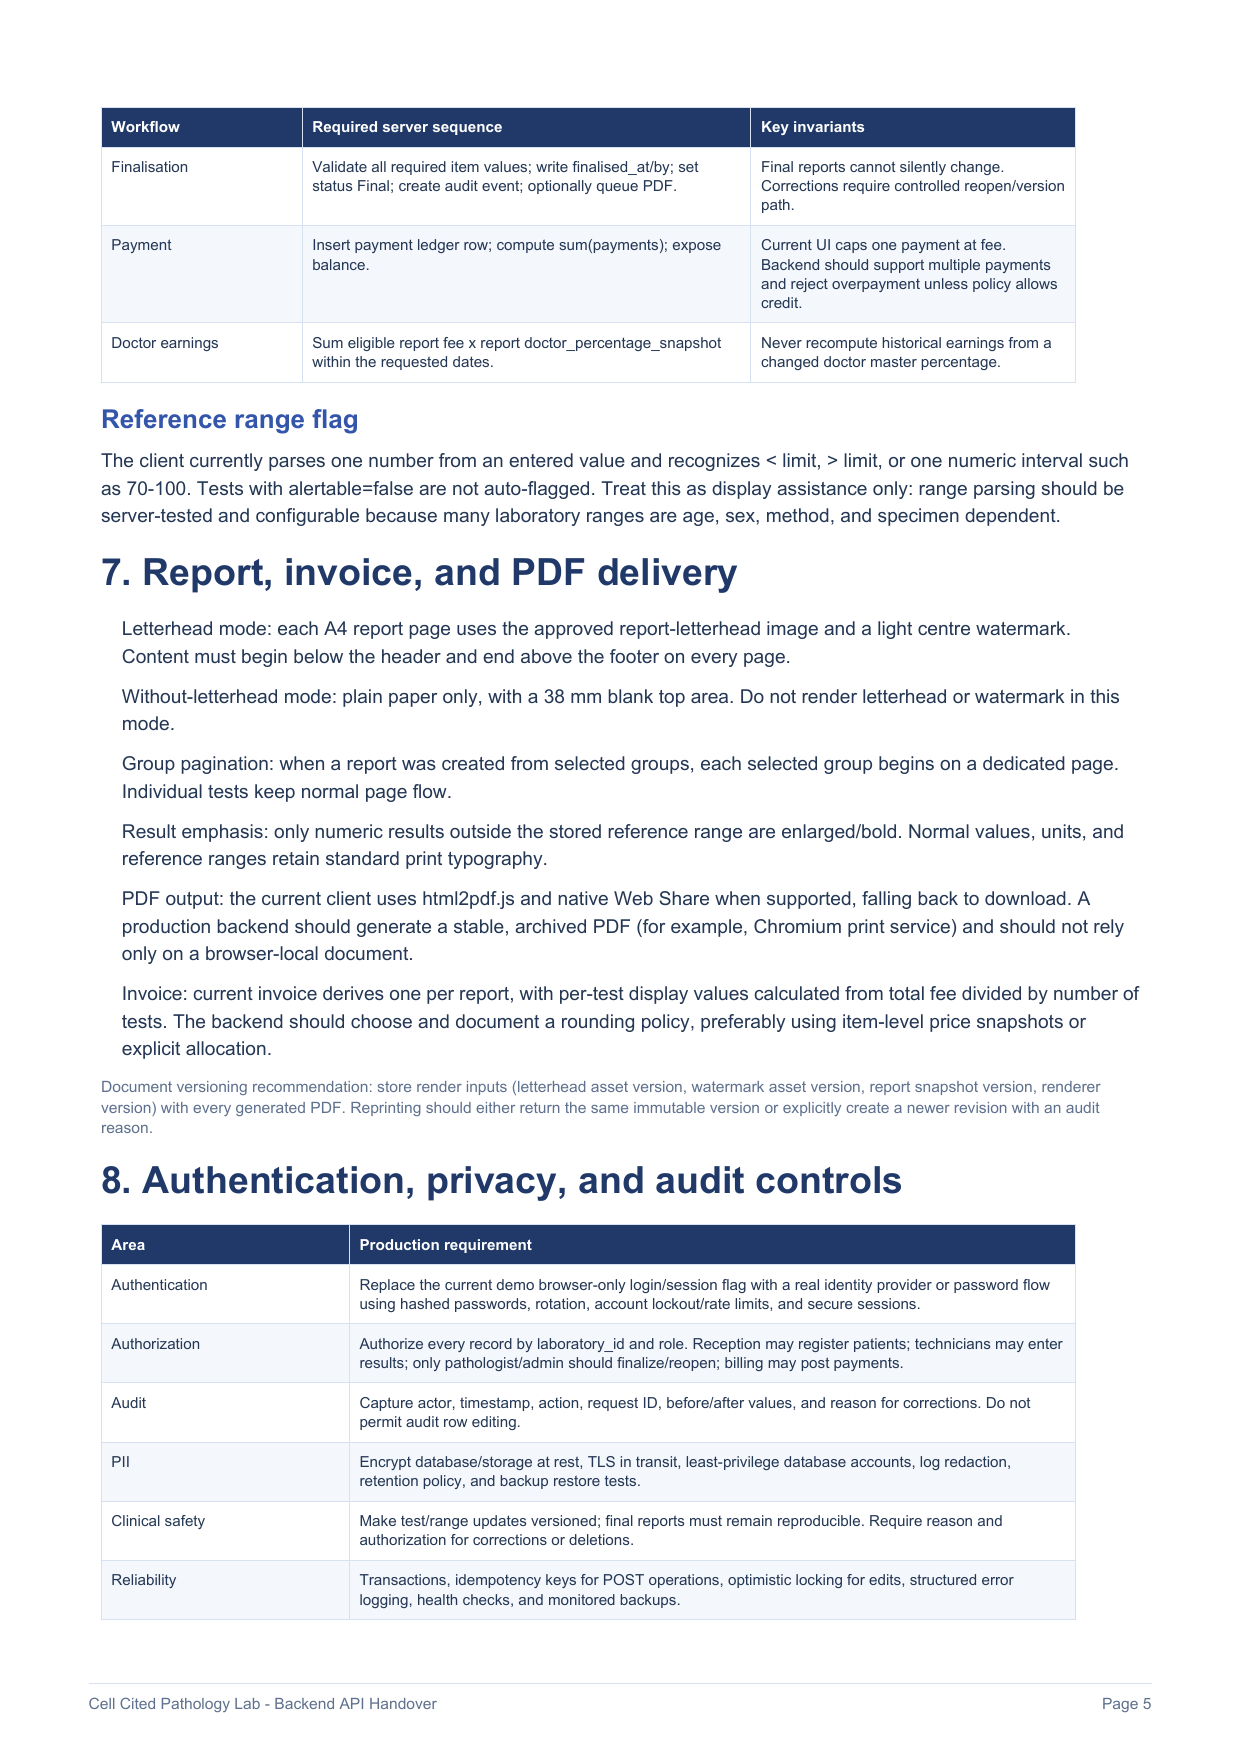 Workflow Required server sequence Key invariants
Finalisation Validate all required item values; write finalised_at/by; set Final reports cannot silently change.
status Final; create audit event; optionally queue PDF. Corrections require controlled reopen/version
path.
Payment Insert payment ledger row; compute sum(payments); expose Current UI caps one payment at fee.
balance. Backend should support multiple payments
and reject overpayment unless policy allows
credit.
Doctor earnings Sum eligible report fee x report doctor_percentage_snapshot Never recompute historical earnings from a
within the requested dates. changed doctor master percentage.
Reference range flag
The client currently parses one number from an entered value and recognizes < limit, > limit, or one numeric interval such
as 70-100. Tests with alertable=false are not auto-flagged. Treat this as display assistance only: range parsing should be
server-tested and configurable because many laboratory ranges are age, sex, method, and specimen dependent.
7. Report, invoice, and PDF delivery
Letterhead mode: each A4 report page uses the approved report-letterhead image and a light centre watermark.
Content must begin below the header and end above the footer on every page.
Without-letterhead mode: plain paper only, with a 38 mm blank top area. Do not render letterhead or watermark in this
mode.
Group pagination: when a report was created from selected groups, each selected group begins on a dedicated page.
Individual tests keep normal page flow.
Result emphasis: only numeric results outside the stored reference range are enlarged/bold. Normal values, units, and
reference ranges retain standard print typography.
PDF output: the current client uses html2pdf.js and native Web Share when supported, falling back to download. A
production backend should generate a stable, archived PDF (for example, Chromium print service) and should not rely
only on a browser-local document.
Invoice: current invoice derives one per report, with per-test display values calculated from total fee divided by number of
tests. The backend should choose and document a rounding policy, preferably using item-level price snapshots or
explicit allocation.
Document versioning recommendation: store render inputs (letterhead asset version, watermark asset version, report snapshot version, renderer
version) with every generated PDF. Reprinting should either return the same immutable version or explicitly create a newer revision with an audit
reason.
8. Authentication, privacy, and audit controls
Area Production requirement
Authentication Replace the current demo browser-only login/session flag with a real identity provider or password flow
using hashed passwords, rotation, account lockout/rate limits, and secure sessions.
Authorization Authorize every record by laboratory_id and role. Reception may register patients; technicians may enter
results; only pathologist/admin should finalize/reopen; billing may post payments.
Audit Capture actor, timestamp, action, request ID, before/after values, and reason for corrections. Do not
permit audit row editing.
PII Encrypt database/storage at rest, TLS in transit, least-privilege database accounts, log redaction,
retention policy, and backup restore tests.
Clinical safety Make test/range updates versioned; final reports must remain reproducible. Require reason and
authorization for corrections or deletions.
Reliability Transactions, idempotency keys for POST operations, optimistic locking for edits, structured error
logging, health checks, and monitored backups.
Cell Cited Pathology Lab - Backend API Handover Page 5